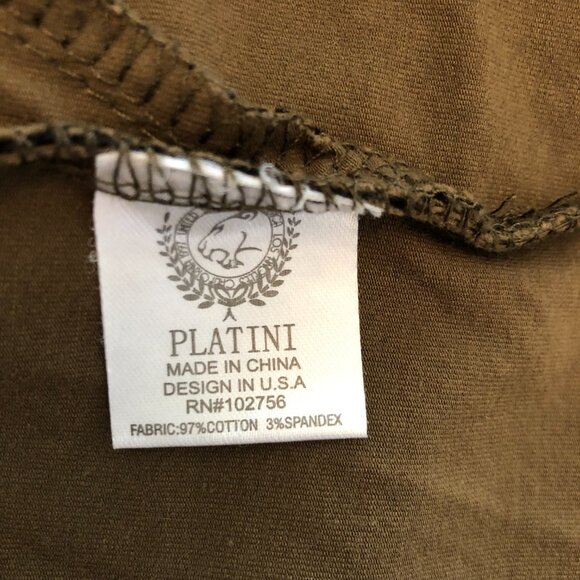 PLATINI
MADE IN CHINA
DESIGN IN U.S.A
RN#102756
FABRIC:97%COTTON 3%SPANDEX